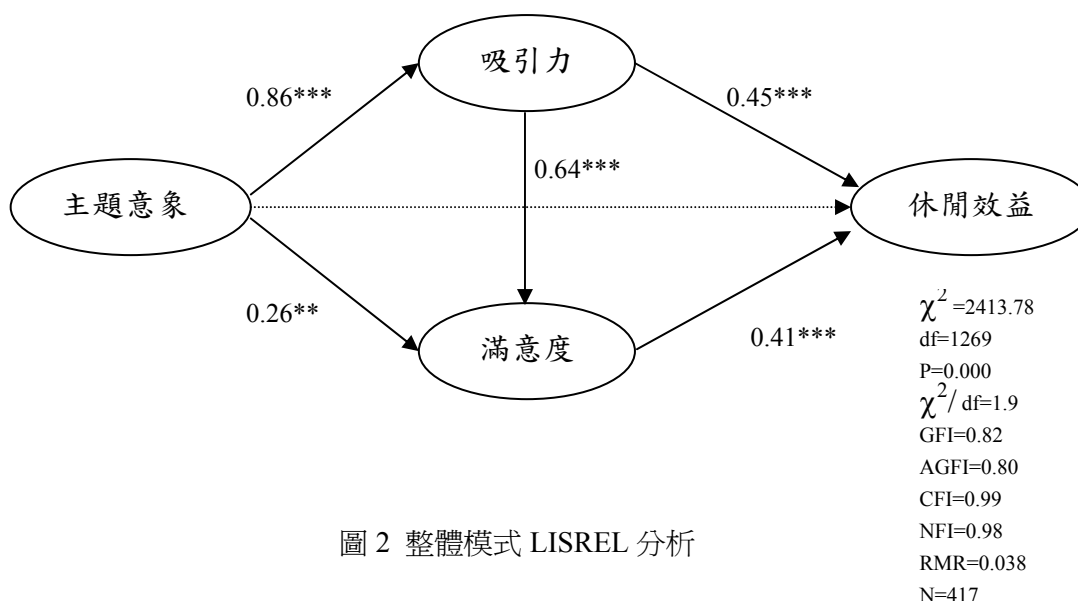 吸引力
0.86***
0.45***
0.64***
主題意象
休閒效益
0.26**
滿意度
0.41***
χ²=2413.78
df=1269
P=0.000
χ²/ df=1.9
GFI=0.82
AGFI=0.80
CFI=0.99
NFI=0.98
RMR=0.038
N=417
圖 2 整體模式 LISREL 分析